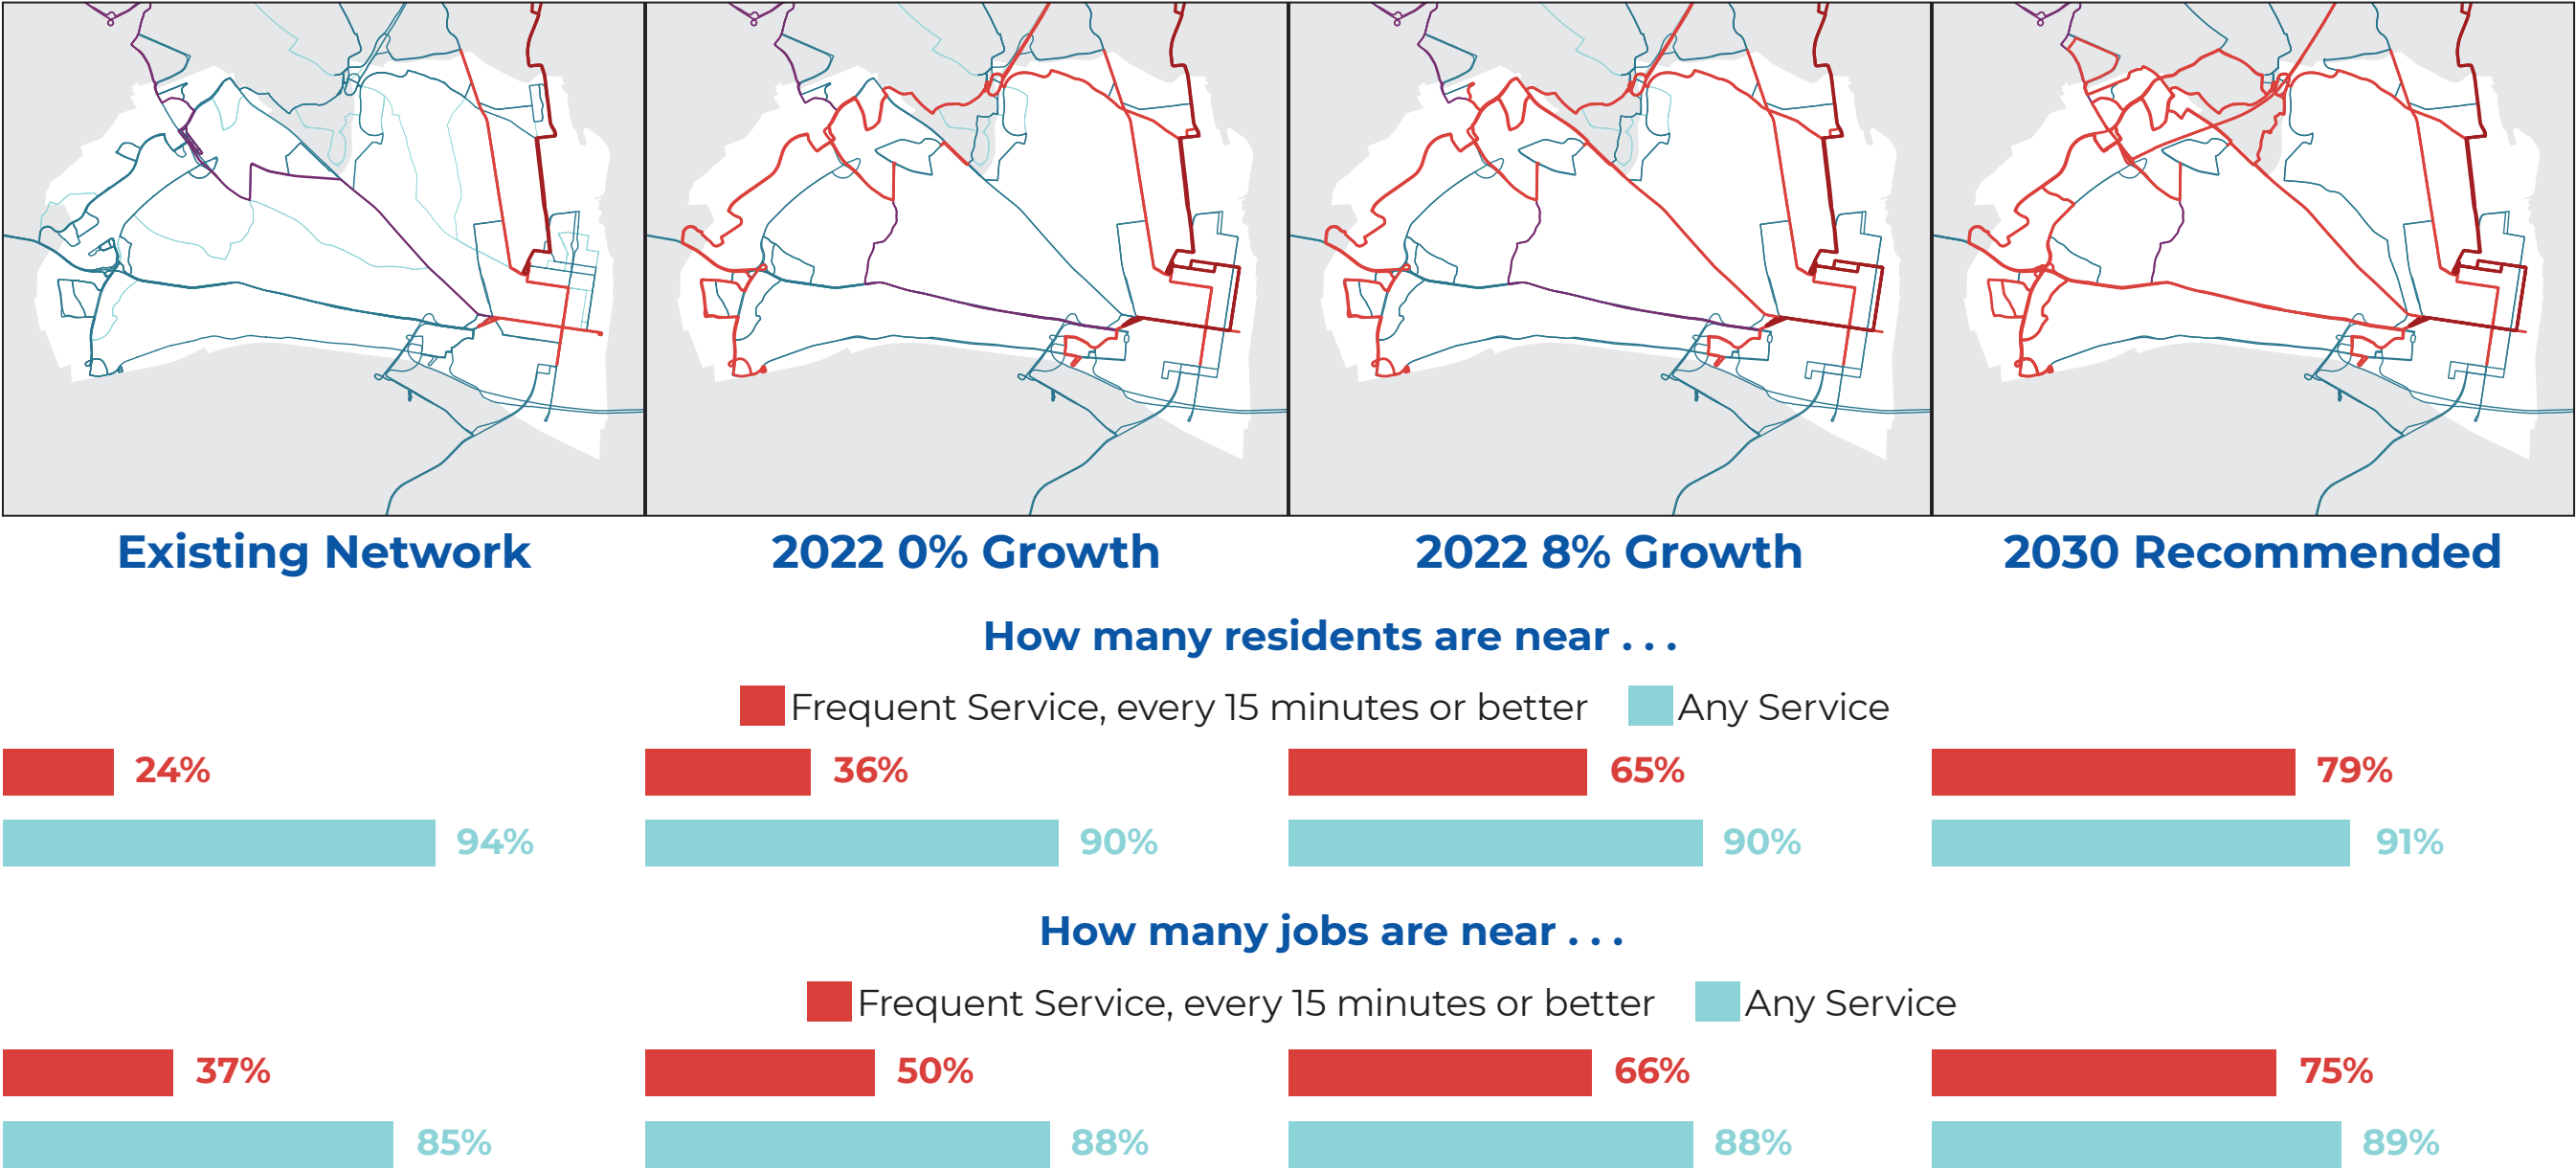 Existing Network
2022 0% Growth
2022 8% Growth
2030 Recommended
How many residents are near . . .
Frequent Service, every 15 minutes or better
Any Service
24%
36%
65%
79%
94%
90%
90%
91%
How many jobs are near . . .
Frequent Service, every 15 minutes or better
Any Service
37%
50%
66%
75%
85%
88%
88%
89%